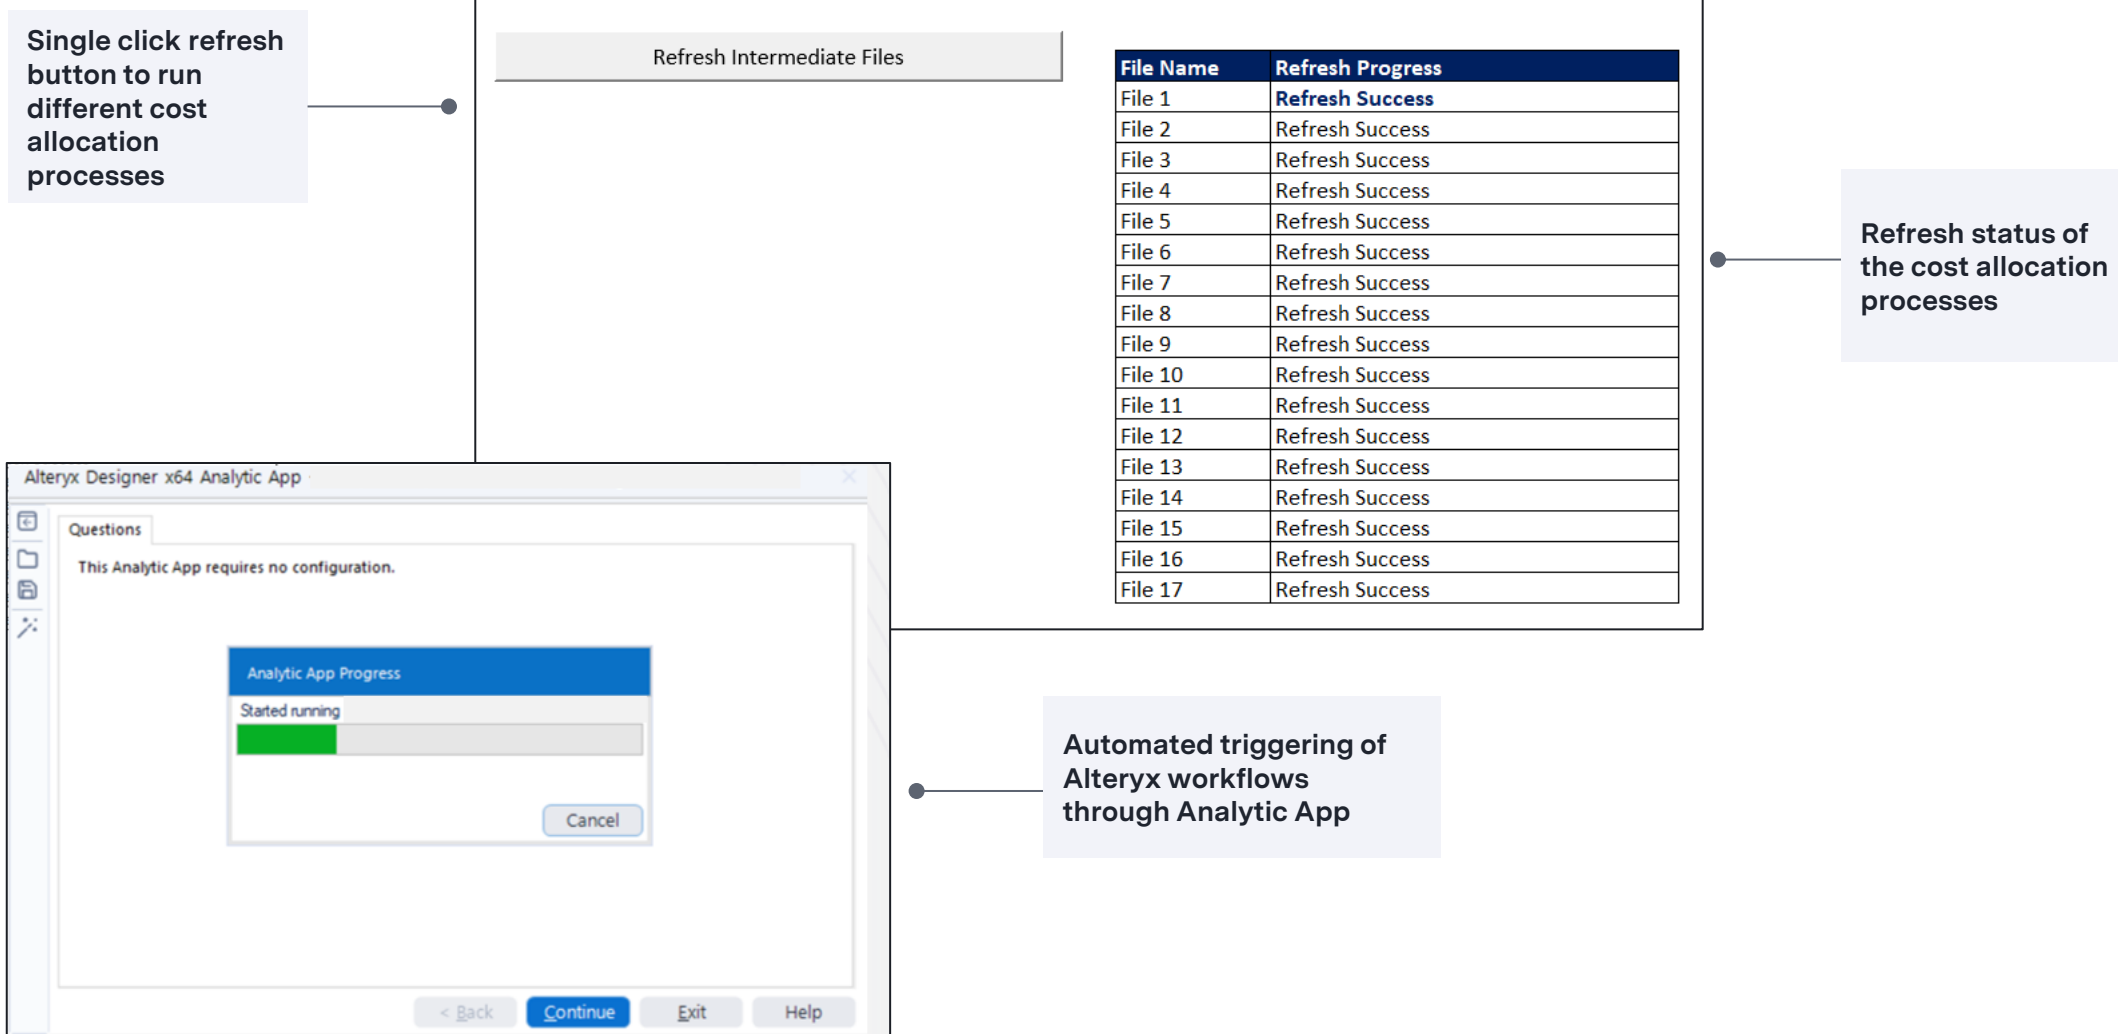 Single click refresh
button to run
different cost
allocation
processes
Refresh Intermediate Files
File Name Refresh Progress
File 1 Refresh Success
File 2 Refresh Success
File 3 Refresh Success
File 4 Refresh Success
File 5 Refresh Success
File 6 Refresh Success
File 7 Refresh Success
File 8 Refresh Success
File 9 Refresh Success
File 10 Refresh Success
File 11 Refresh Success
File 12 Refresh Success
File 13 Refresh Success
File 14 Refresh Success
File 15 Refresh Success
File 16 Refresh Success
File 17 Refresh Success
Refresh status of
the cost allocation
processes
Alteryx Designer x64 Analytic App
Questions
This Analytic App requires no configuration.
Analytic App Progress
Started running
Cancel
< Back Continue Exit Help
Automated triggering of
Alteryx workflows
through Analytic App